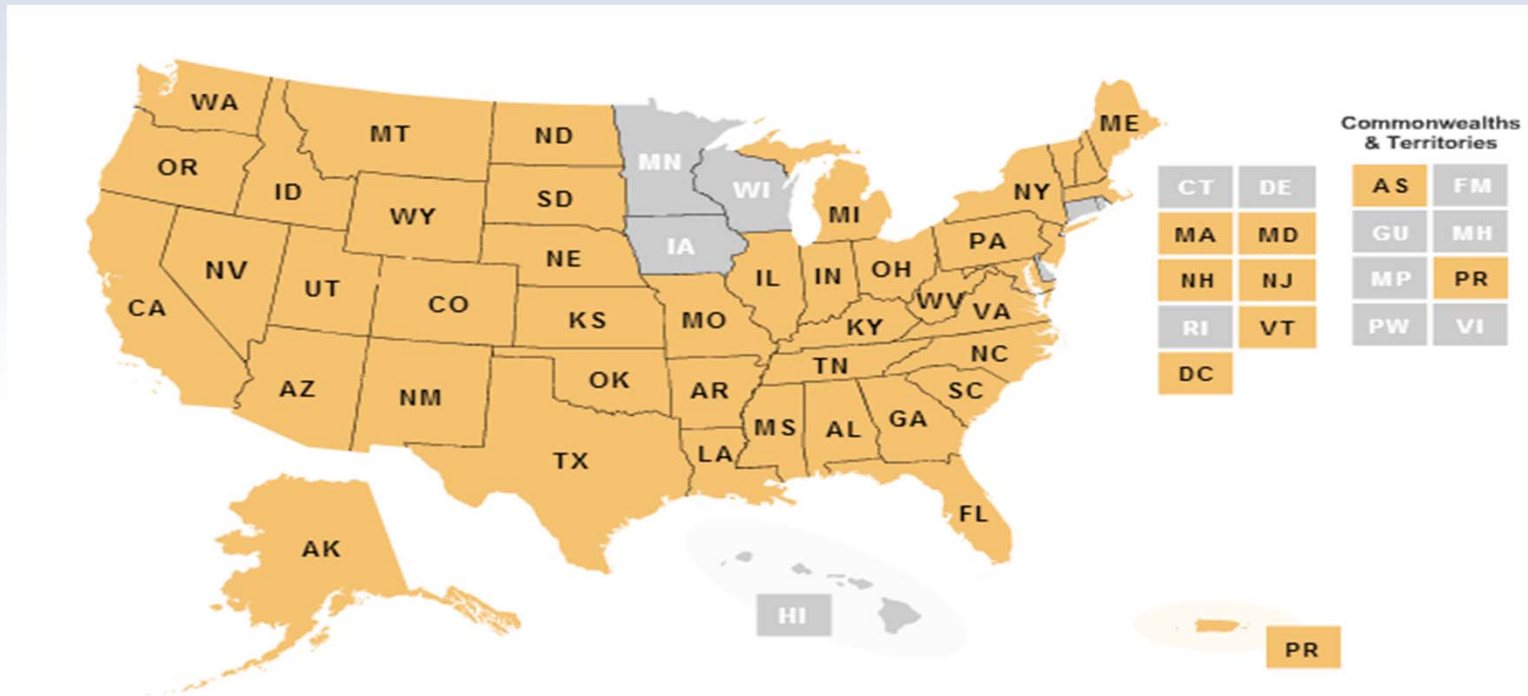 WA
MT
ND
MN
ME
OR
ID
WY
SD
WI
MI
NY
NV
UT
CO
NE
IA
IL
IN
OH
PA
CA
KS
MO
KY
WV
VA
AZ
NM
OK
AR
TN
NC
SC
TX
LA
MS
AL
GA
FL
AK
HI
PR
CT DE
MA MD
NH NJ
RI VT
DC
Commonwealths
& Territories
AS FM
GU MH
MP PR
PW VI